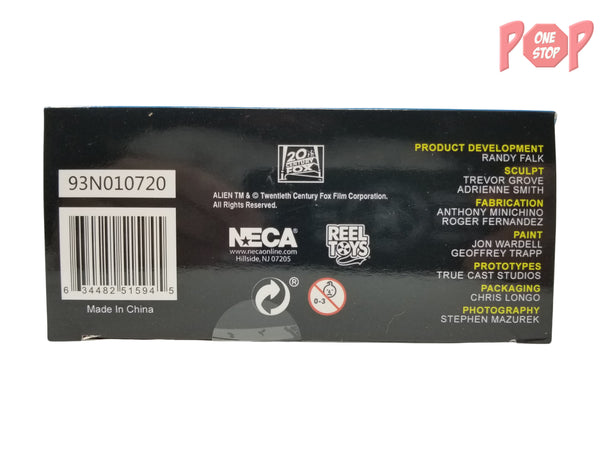 POP
ONE
STOP
93N010720
6 34482 51594 5
Made In China
20th
CENTURY
FOX
ALIEN TM & © Twentieth Century Fox Film Corporation.
All Rights Reserved.
NECA®
www.necaonline.com
Hillside, NJ 07205
REEL
TOYS
®
0-3
PRODUCT DEVELOPMENT
RANDY FALK
SCULPT
TREVOR GROVE
ADRIENNE SMITH
FABRICATION
ANTHONY MINICHINO
ROGER FERNANDEZ
PAINT
JON WARDELL
GEOFFREY TRAPP
PROTOTYPES
TRUE CAST STUDIOS
PACKAGING
CHRIS LONGO
PHOTOGRAPHY
STEPHEN MAZUREK